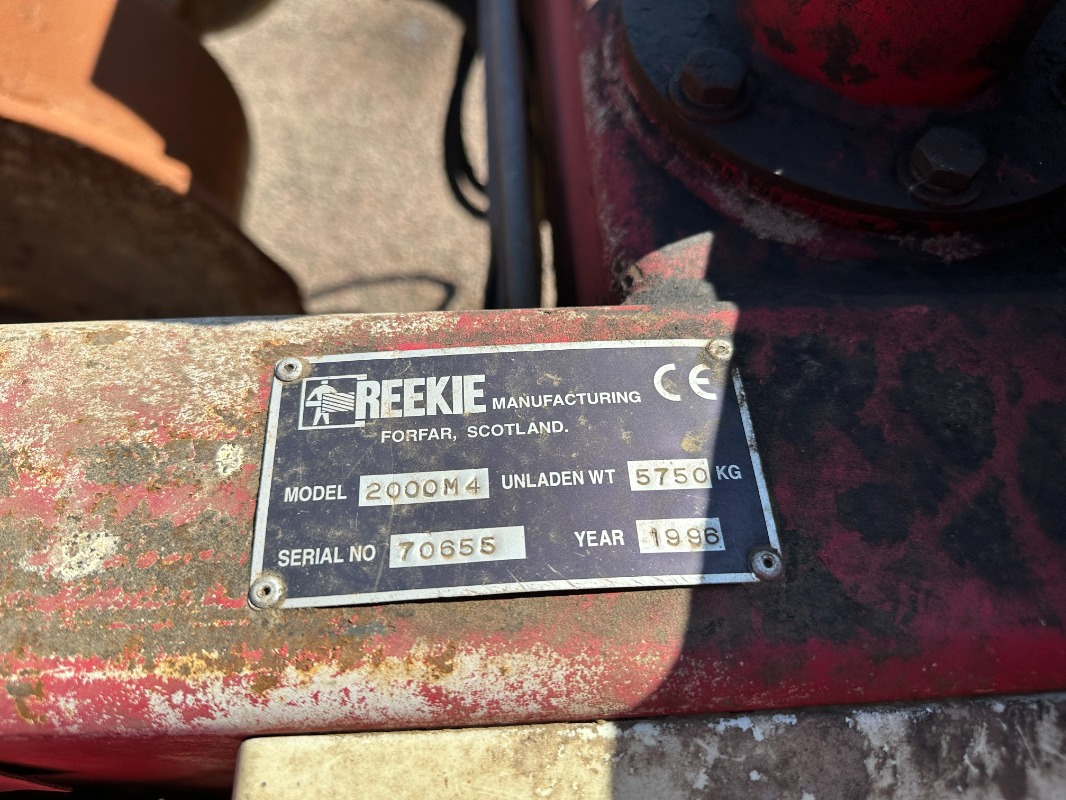 REEKIE MANUFACTURING CE
FORFAR, SCOTLAND.
MODEL 2000M4 UNLADEN WT 5750 KG
SERIAL NO 70655 YEAR 1996